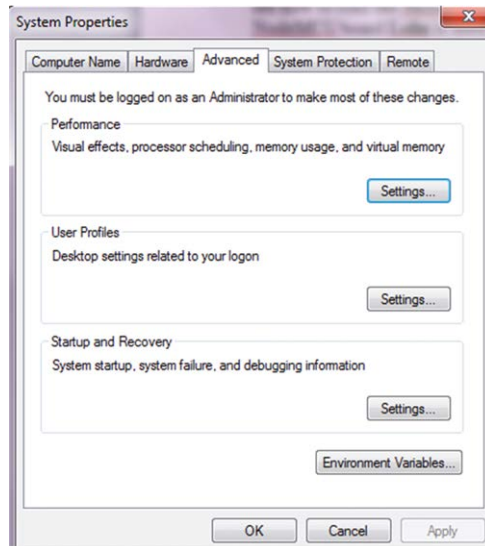 System Properties
Computer Name Hardware Advanced System Protection Remote
You must be logged on as an Administrator to make most of these changes.
Performance
Visual effects, processor scheduling, memory usage, and virtual memory
Settings...
User Profiles
Desktop settings related to your logon
Settings...
Startup and Recovery
System startup, system failure, and debugging information
Settings...
Environment Variables...
OK Cancel Apply